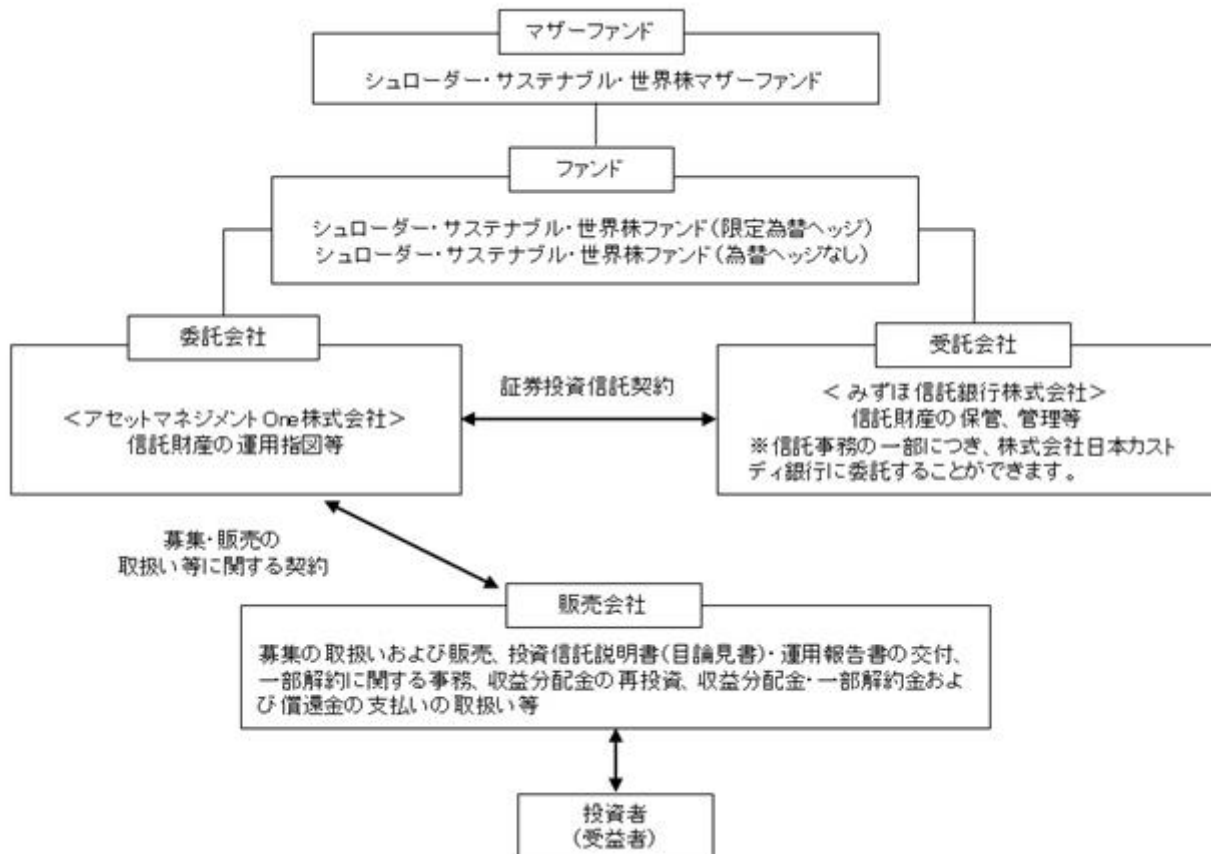 マザーファンド
シュローダー・サステナブル・世界株マザーファンド
ファンド
シュローダー・サステナブル・世界株ファンド(限定為替ヘッジ)
シュローダー・サステナブル・世界株ファンド(為替ヘッジなし)
委託会社
＜アセットマネジメントOne株式会社＞
信託財産の運用指図等
証券投資信託契約
受託会社
＜みずほ信託銀行株式会社＞
信託財産の保管、管理等
※信託事務の一部につき、株式会社日本カスト
ディ銀行に委託することができます。
募集・販売の
取扱い等に関する契約
販売会社
募集の取扱いおよび販売、投資信託説明書(目論見書)・運用報告書の交付、
一部解約に関する事務、収益分配金の再投資、収益分配金・一部解約金およ
び償還金の支払いの取扱い等
投資者
(受益者)